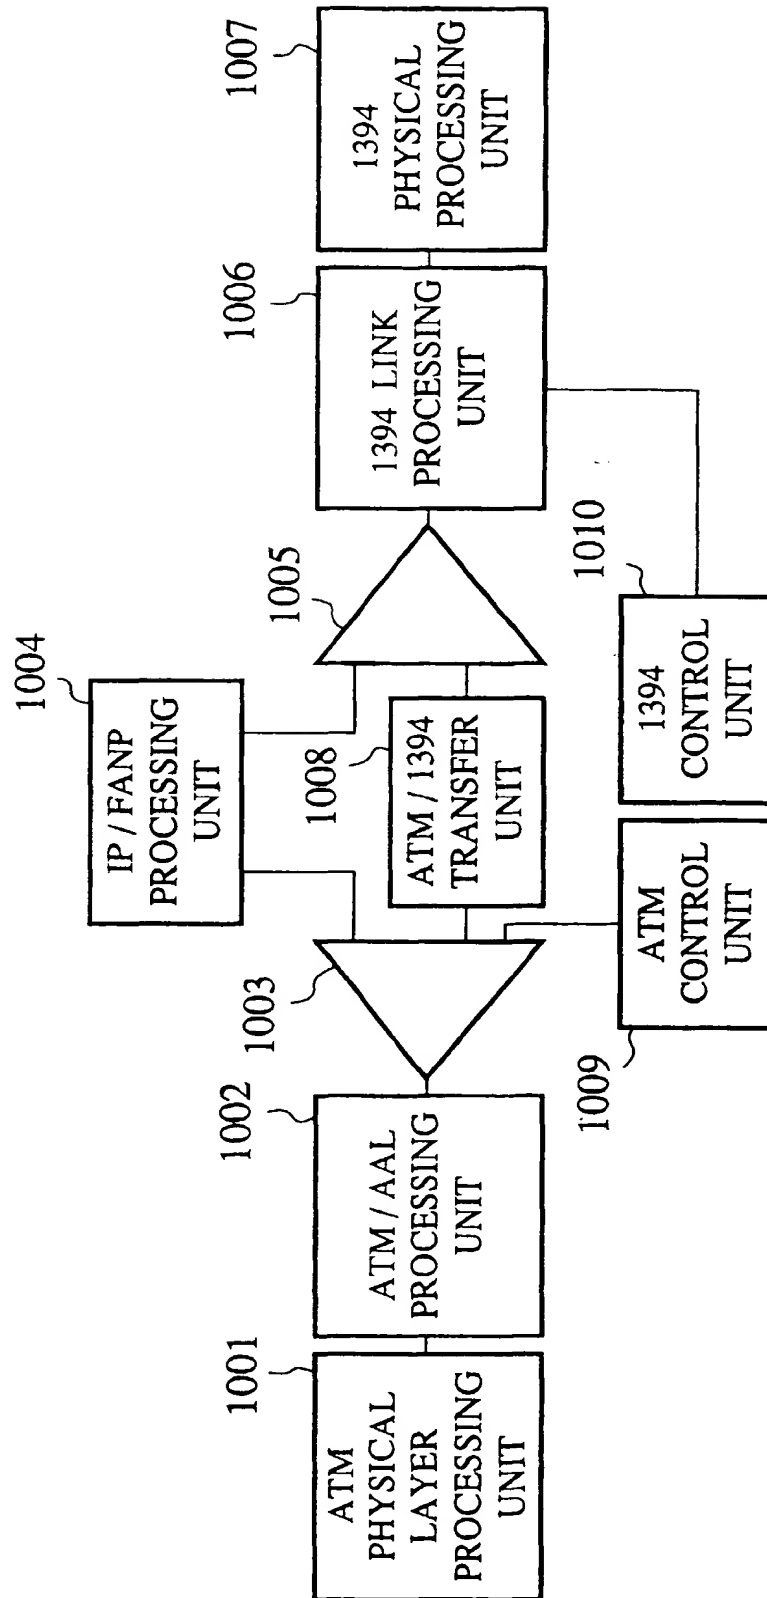 1004
IP / FANP
PROCESSING
UNIT
1001
ATM
PHYSICAL
LAYER
PROCESSING
UNIT
1002
ATM / AAL
PROCESSING
UNIT
1003
1008
ATM / 1394
TRANSFER
UNIT
1005
1006
1394 LINK
PROCESSING
UNIT
1007
1394
PHYSICAL
PROCESSING
UNIT
1009
ATM
CONTROL
UNIT
1010
1394
CONTROL
UNIT